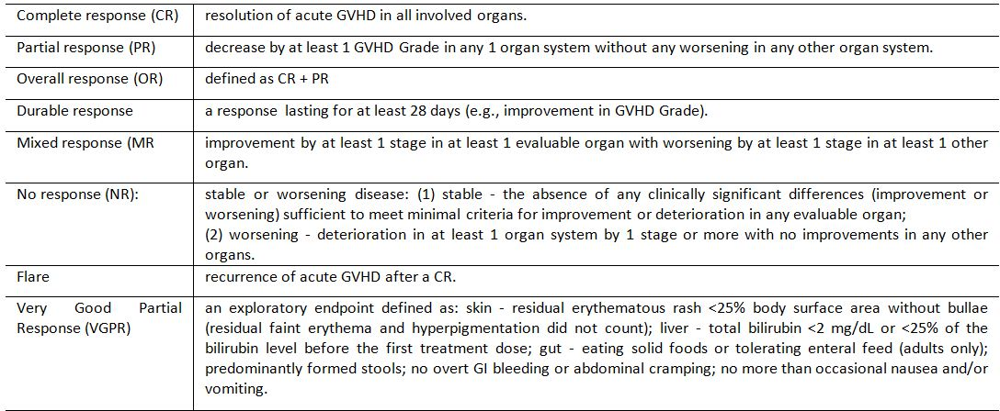 Complete response (CR) resolution of acute GVHD in all involved organs.
Partial response (PR) decrease by at least 1 GVHD Grade in any 1 organ system without any worsening in any other organ system.
Overall response (OR) defined as CR + PR
Durable response a response lasting for at least 28 days (e.g., improvement in GVHD Grade).
Mixed response (MR improvement by at least 1 stage in at least 1 evaluable organ with worsening by at least 1 stage in at least 1 other
organ.
No response (NR): stable or worsening disease: (1) stable - the absence of any clinically significant differences (improvement or
worsening) sufficient to meet minimal criteria for improvement or deterioration in any evaluable organ;
(2) worsening - deterioration in at least 1 organ system by 1 stage or more with no improvements in any other
organs.
Flare recurrence of acute GVHD after a CR.
Very Good Partial an exploratory endpoint defined as: skin - residual erythematous rash <25% body surface area without bullae
Response (VGPR) (residual faint erythema and hyperpigmentation did not count); liver - total bilirubin <2 mg/dL or <25% of the
bilirubin level before the first treatment dose; gut - eating solid foods or tolerating enteral feed (adults only);
predominantly formed stools; no overt GI bleeding or abdominal cramping; no more than occasional nausea and/or
vomiting.